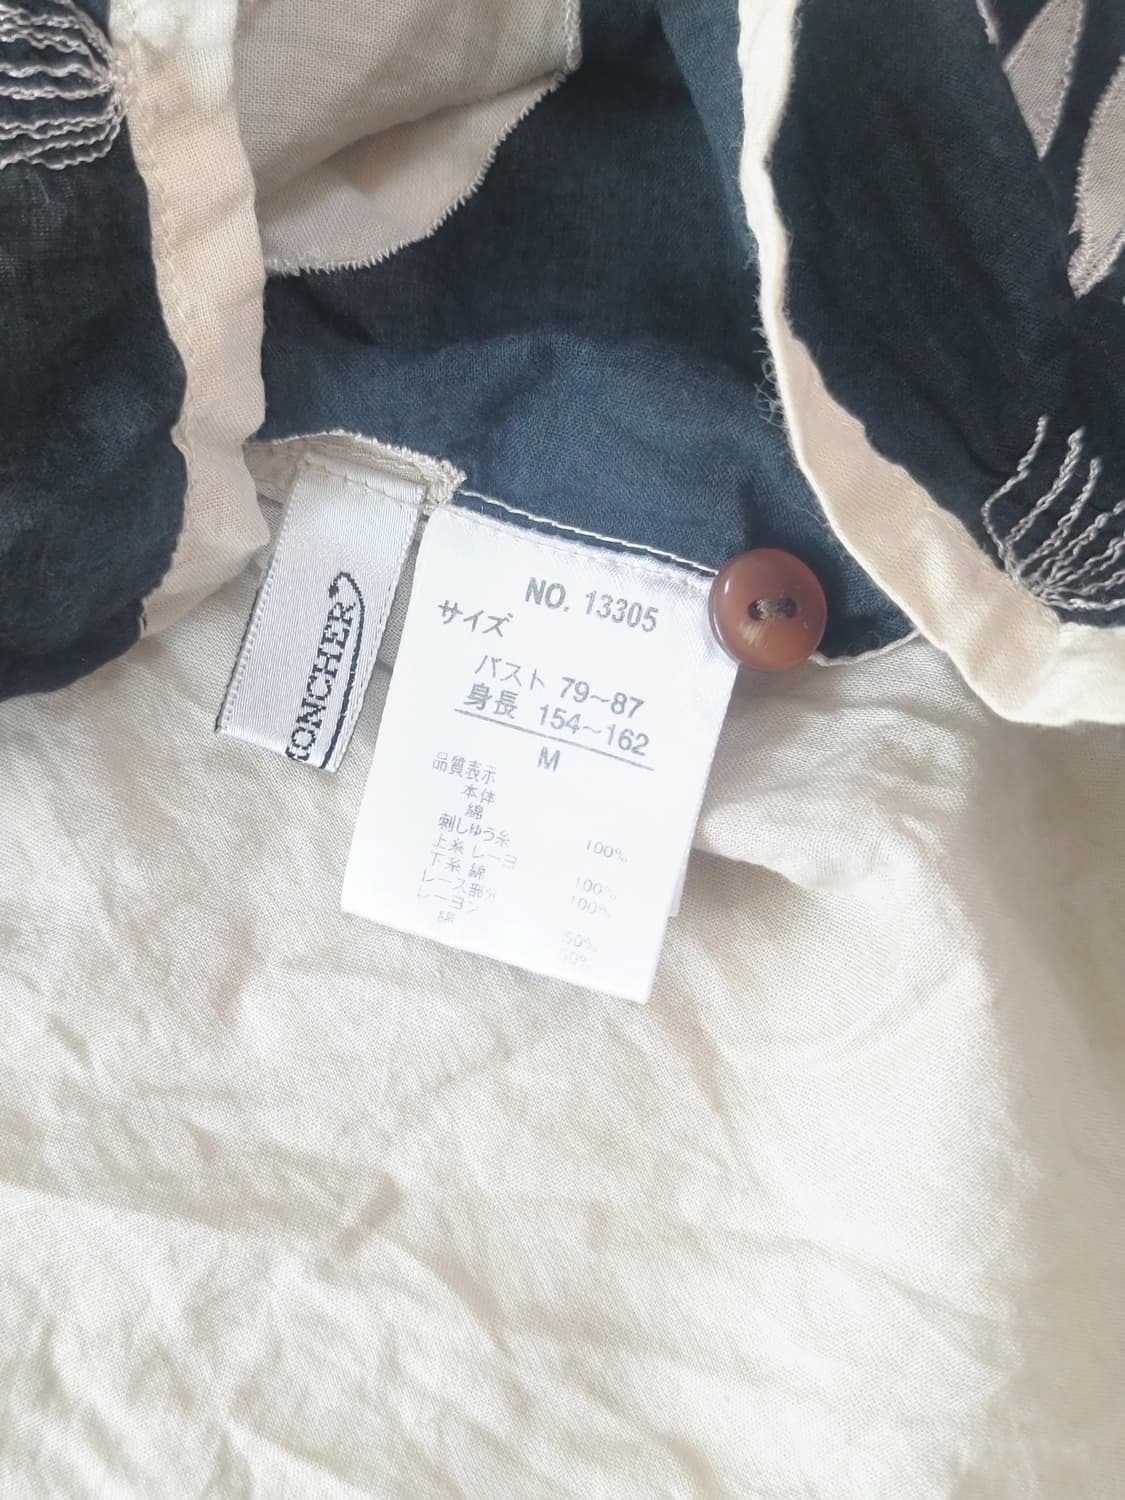 NO. 13305
サイズ
バスト 79～87
身長 154～162
M
品質表示
本体
綿 100%
刺しゅう糸
上糸 レーヨ 100%
下糸 綿 100%
レース部分
レーヨン 50%
綿 50%
ONCHER